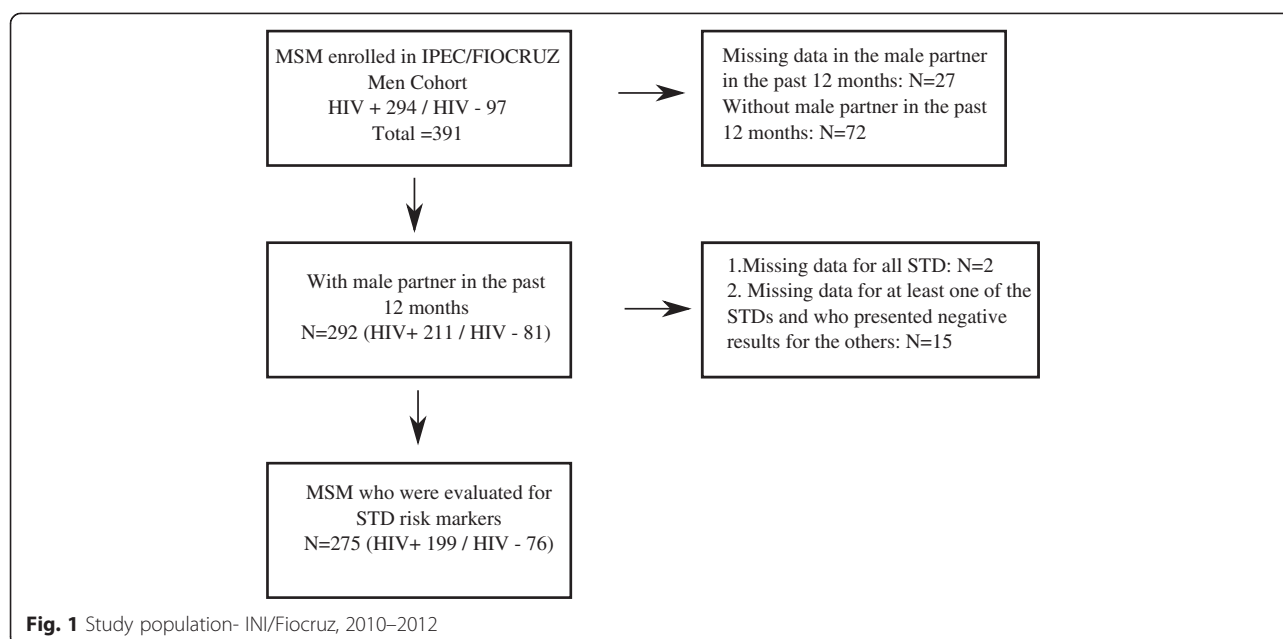 MSM enrolled in IPEC/FIOCRUZ
Men Cohort
HIV + 294 / HIV - 97
Total =391
Missing data in the male partner
in the past 12 months: N=27
Without male partner in the past
12 months: N=72
With male partner in the past
12 months
N=292 (HIV+ 211 / HIV - 81)
1.Missing data for all STD: N=2
2. Missing data for at least one of the
STDs and who presented negative
results for the others: N=15
MSM who were evaluated for
STD risk markers
N=275 (HIV+ 199 / HIV - 76)
Fig. 1 Study population- INI/Fiocruz, 2010–2012